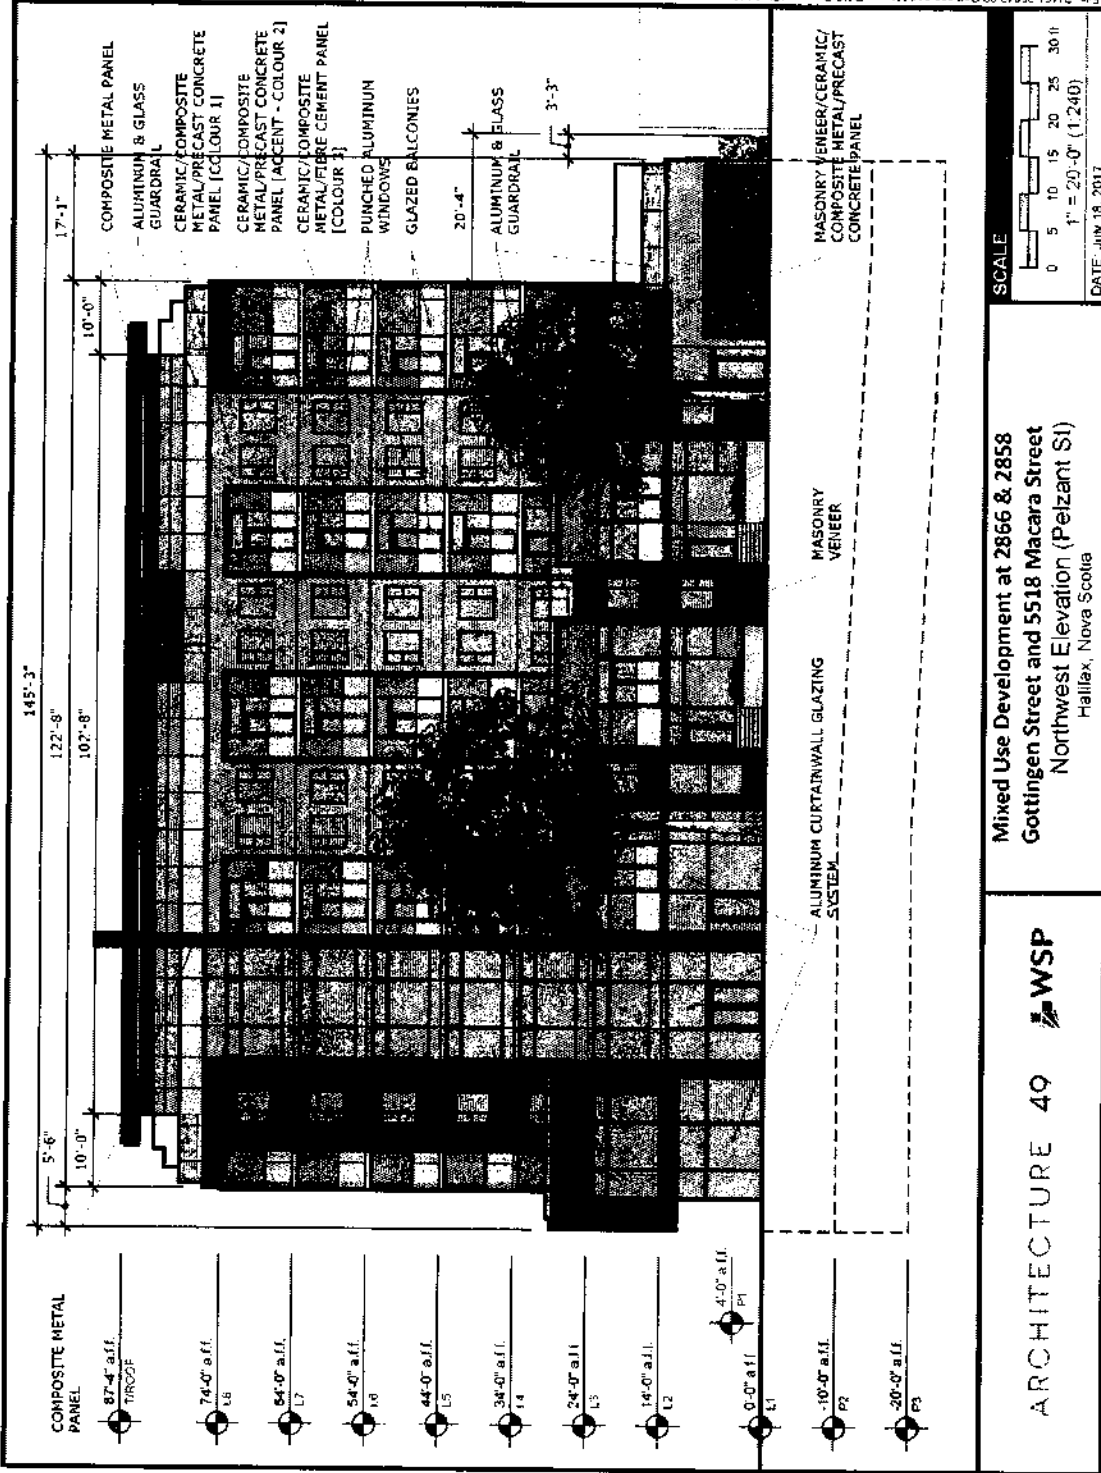 145'-3"
122'-8"
102'-8"
5'-6"
10'-0"
10'-0"
17'-1"
COMPOSITE METAL
PANEL
87'-4" a.f.f.
T/ROOF
74'-0" a.f.f.
L8
64'-0" a.f.f.
L7
54'-0" a.f.f.
L6
44'-0" a.f.f.
L5
34'-0" a.f.f.
L4
24'-0" a.f.f.
L3
14'-0" a.f.f.
L2
4'-0" a.f.f.
P1
0'-0" a.f.f.
L1
-10'-0" a.f.f.
P2
-20'-0" a.f.f.
P3
COMPOSITE METAL PANEL
ALUMINUM & GLASS
GUARDRAIL
CERAMIC/COMPOSITE
METAL/PRECAST CONCRETE
PANEL [COLOUR 1]
CERAMIC/COMPOSITE
METAL/PRECAST CONCRETE
PANEL [ACCENT - COLOUR 2]
CERAMIC/COMPOSITE
METAL/FIBRE CEMENT PANEL
[COLOUR 3]
PUNCHED ALUMINUM
WINDOWS
GLAZED BALCONIES
20'-4"
ALUMINUM & GLASS
GUARDRAIL
3'-3"
ALUMINUM CURTAINWALL GLAZING
SYSTEM
MASONRY
VENEER
MASONRY VENEER/CERAMIC/
COMPOSITE METAL/PRECAST
CONCRETE PANEL
ARCHITECTURE 49
WSP
Mixed Use Development at 2866 & 2858
Gottingen Street and 5518 Macara Street
Northwest Elevation (Pelzant St)
Halifax, Nova Scotia
SCALE
0 5 10 15 20 25 30 ft
1" = 20'-0" (1:240)
DATE: July 18, 2017